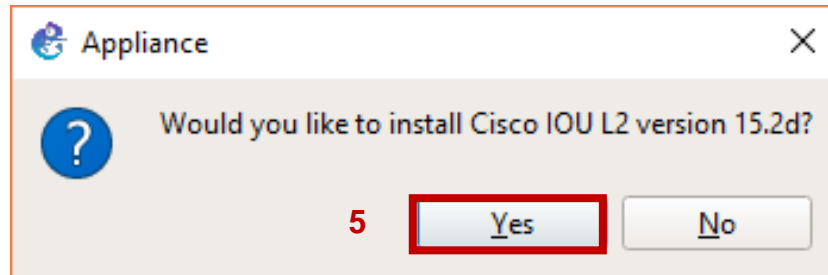 Appliance
Would you like to install Cisco IOU L2 version 15.2d?
5 Yes No